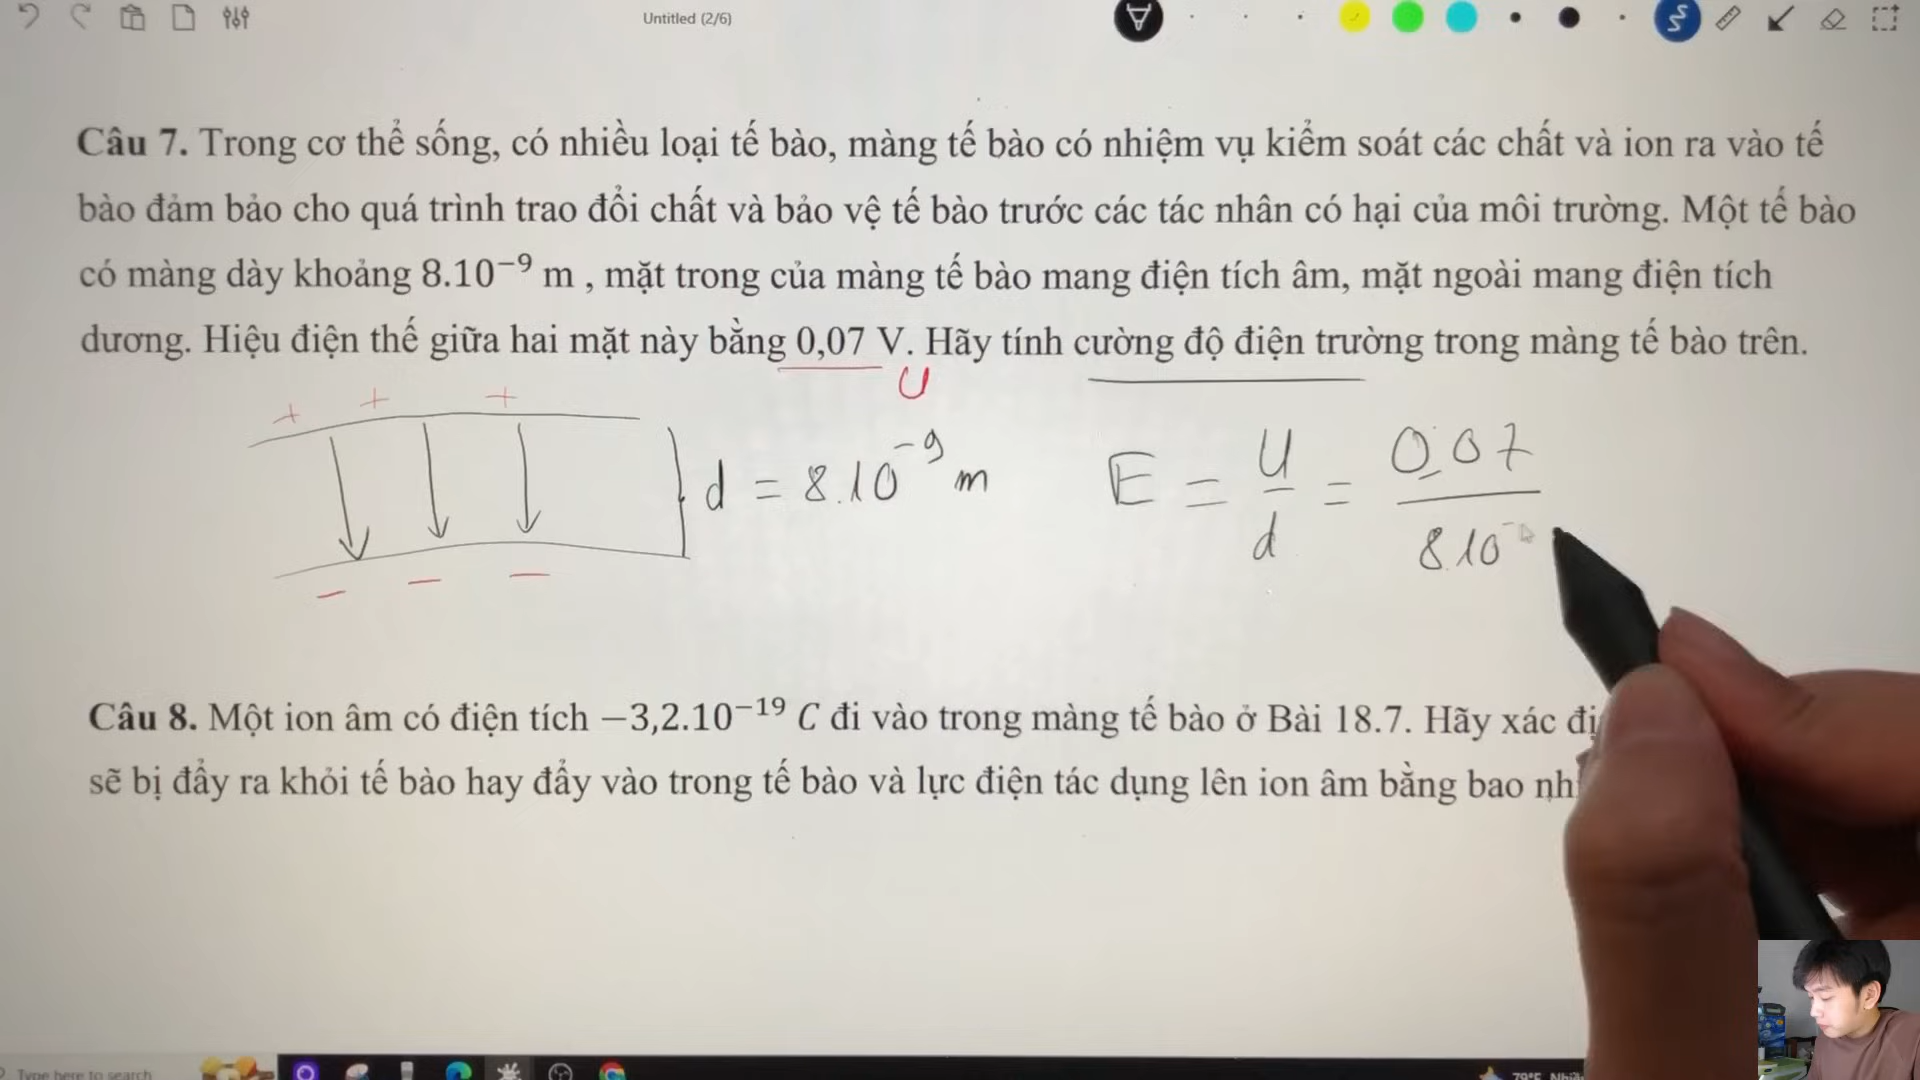 Untitled (2/6)
Câu 7. Trong cơ thể sống, có nhiều loại tế bào, màng tế bào có nhiệm vụ kiểm soát các chất và ion ra vào tế
bào đảm bảo cho quá trình trao đổi chất và bảo vệ tế bào trước các tác nhân có hại của môi trường. Một tế bào
có màng dày khoảng 8.10⁻⁹ m , mặt trong của màng tế bào mang điện tích âm, mặt ngoài mang điện tích
dương. Hiệu điện thế giữa hai mặt này bằng 0,07 V. Hãy tính cường độ điện trường trong màng tế bào trên.
U
+ + +
d = 8.10⁻⁹ m
E = U/d = 0,07/8.10⁻
− − −
Câu 8. Một ion âm có điện tích −3,2.10⁻¹⁹ C đi vào trong màng tế bào ở Bài 18.7. Hãy xác
sẽ bị đẩy ra khỏi tế bào hay đẩy vào trong tế bào và lực điện tác dụng lên ion âm bằng bao
Type here to search
79°F